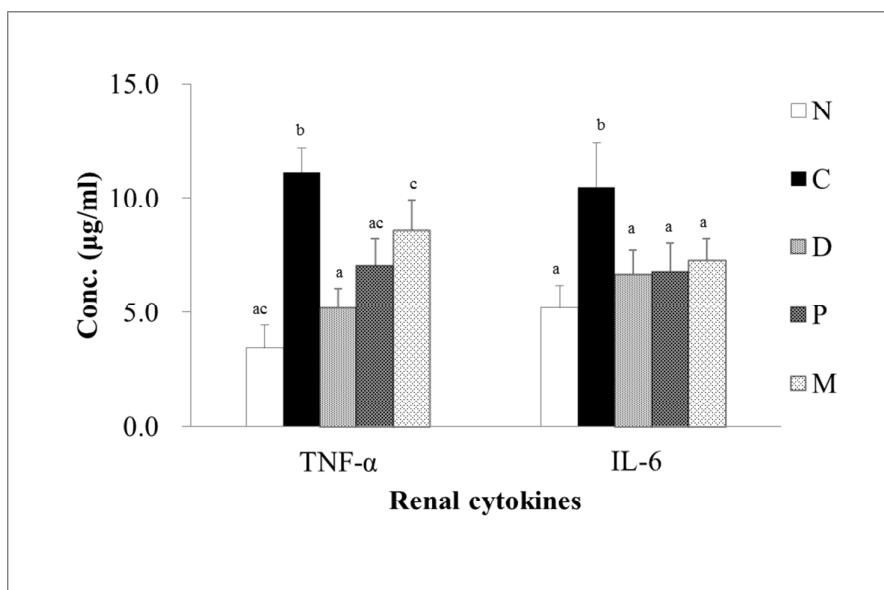 15.0
10.0
5.0
0.0
Conc. (µg/ml)
ac
b
a
ac
c
a
b
a
a
a
TNF-α
IL-6
Renal cytokines
N
C
D
P
M